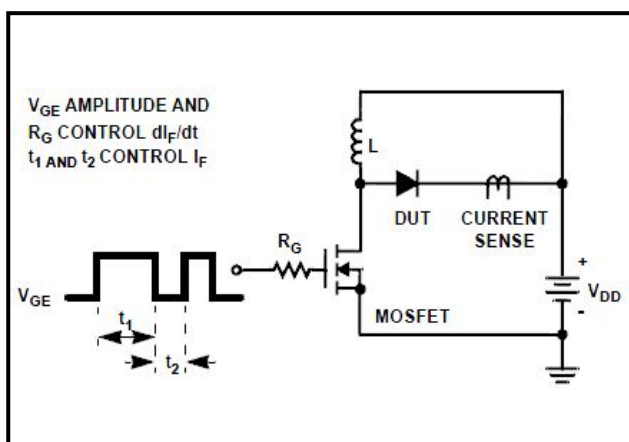 V_GE AMPLITUDE AND
R_G CONTROL dI_F/dt
t_1 AND t_2 CONTROL I_F
L
DUT
CURRENT
SENSE
R_G
+
V_DD
-
V_GE
MOSFET
t_1
t_2